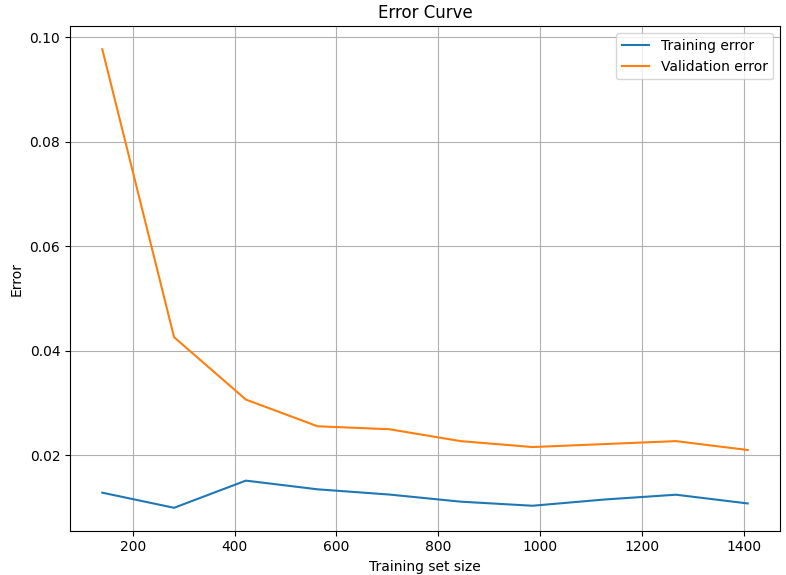 Error Curve
Training error
Validation error
Error
0.10
0.08
0.06
0.04
0.02
200 400 600 800 1000 1200 1400
Training set size